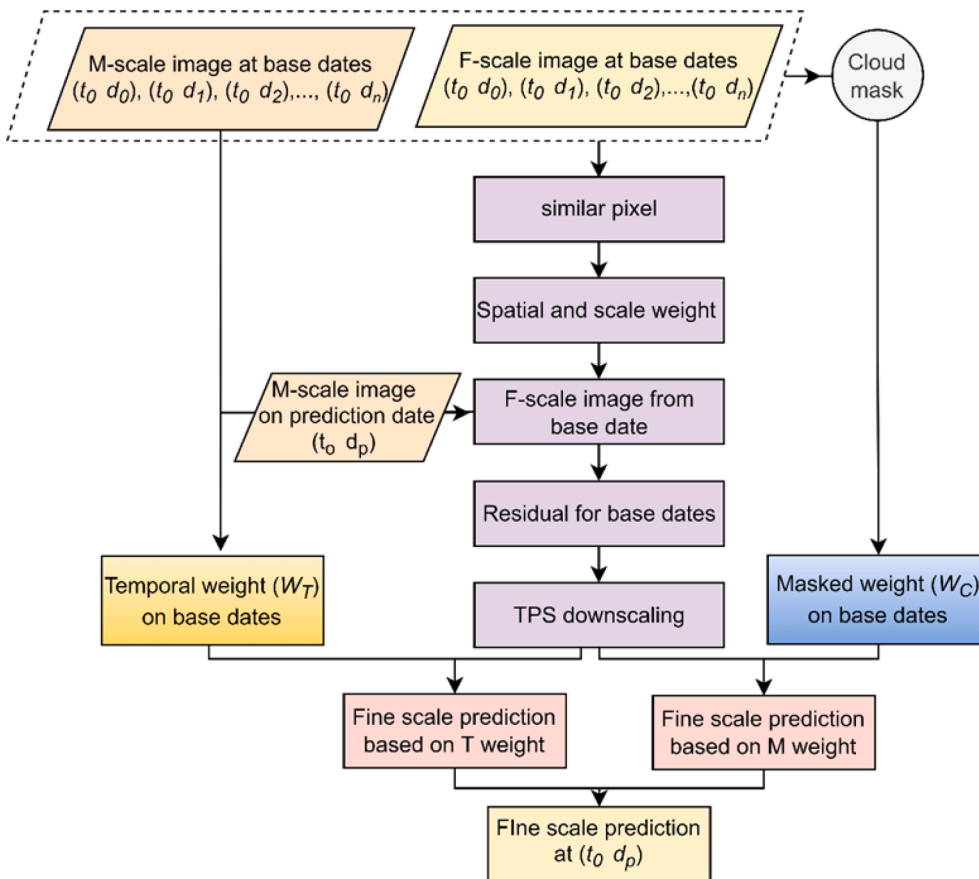 M-scale image at base dates
(t0 d0), (t0 d1), (t0 d2),..., (t0 dn)
F-scale image at base dates
(t0 d0), (t0 d1), (t0 d2),...,(t0 dn)
Cloud
mask
similar pixel
Spatial and scale weight
M-scale image
on prediction date
(to dp)
F-scale image from
base date
Residual for base dates
Temporal weight (WT)
on base dates
TPS downscaling
Masked weight (WC)
on base dates
Fine scale prediction
based on T weight
Fine scale prediction
based on M weight
FIne scale prediction
at (t0 dp)